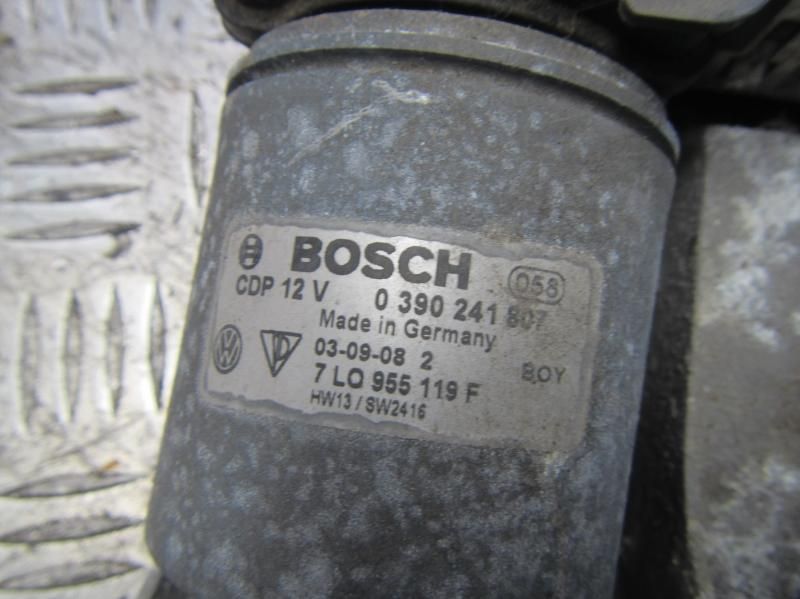 BOSCH 058
CDP 12 V 0 390 241 807
Made in Germany
03-09-08 2 BOY
7 L0 955 119 F
HW13 / SW2416